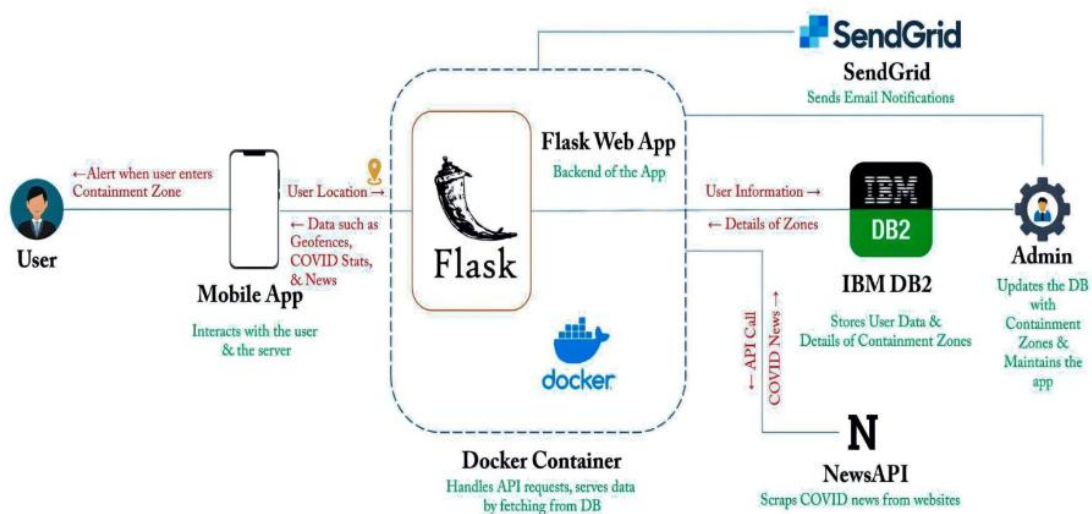 SendGrid
SendGrid
Sends Email Notifications
←Alert when user enters
Containment Zone
User
Mobile App
Interacts with the user
& the server
User Location →
← Data such as
Geofences,
COVID Stats,
& News
Flask
Flask Web App
Backend of the App
docker
Docker Container
Handles API requests, serves data
by fetching from DB
User Information →
← Details of Zones
IBM
DB2
IBM DB2
Stores User Data &
Details of Containment Zones
Admin
Updates the DB
with
Containment
Zones &
Maintains the
app
← API Call
COVID News →
N
NewsAPI
Scraps COVID news from websites